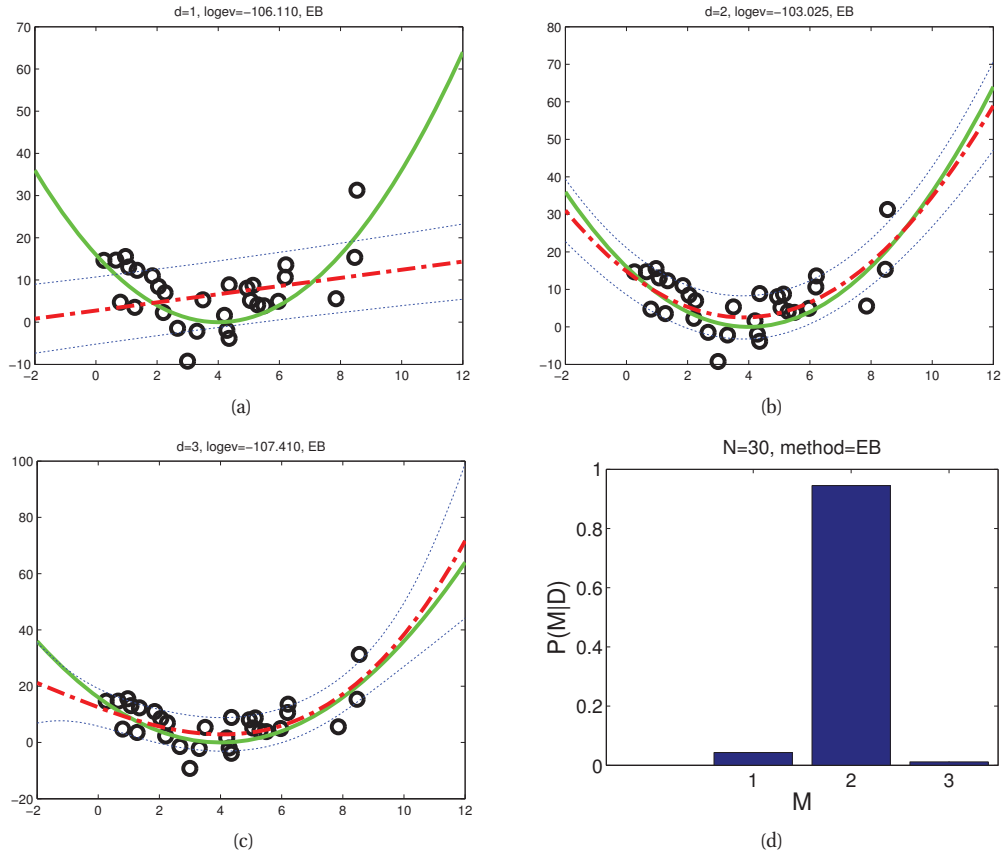 d=1, logev=−106.110, EB
70
60
50
40
30
20
10
0
−10
−2 0 2 4 6 8 10 12
(a)
d=2, logev=−103.025, EB
80
70
60
50
40
30
20
10
0
−10
−2 0 2 4 6 8 10 12
(b)
d=3, logev=−107.410, EB
100
80
60
40
20
0
−20
−2 0 2 4 6 8 10 12
(c)
N=30, method=EB
1
0.8
0.6
0.4
0.2
0
P(M|D)
1 2 3
M
(d)